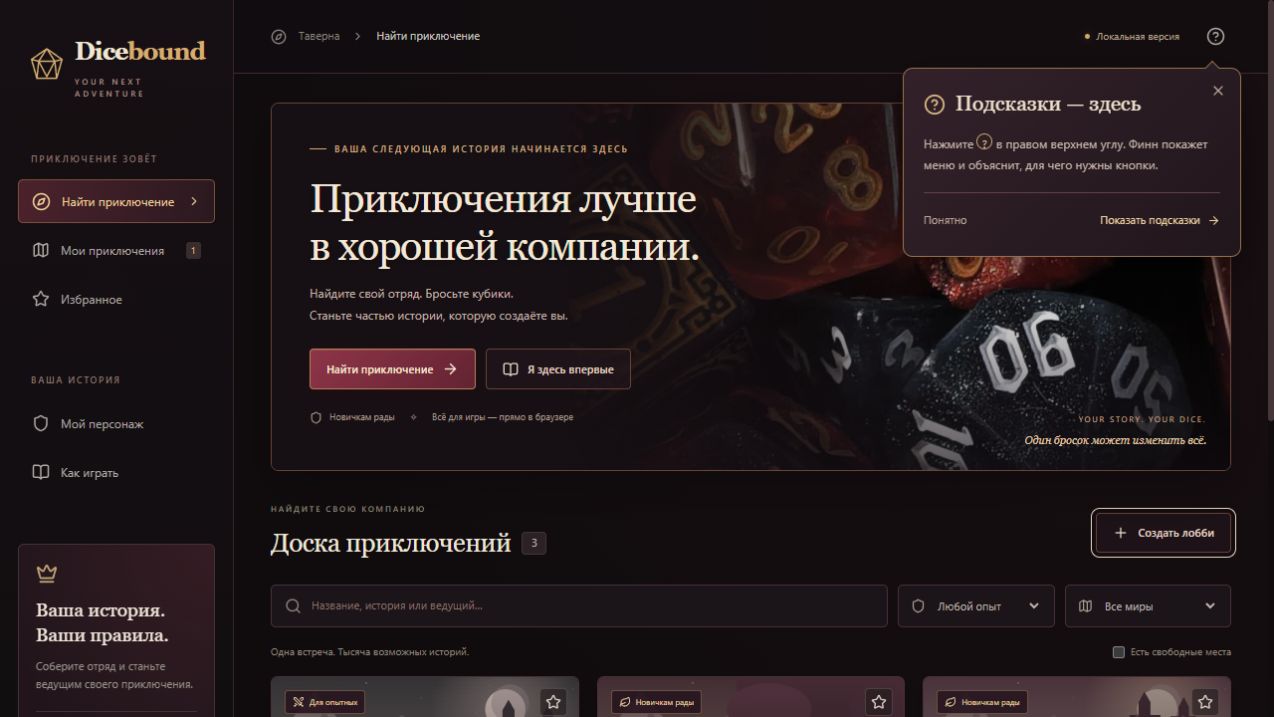 Dicebound
YOUR NEXT
ADVENTURE
ПРИКЛЮЧЕНИЕ ЗОВЁТ
Найти приключение
Мои приключения 1
Избранное
ВАША ИСТОРИЯ
Мой персонаж
Как играть
Ваша история.
Ваши правила.
Соберите отряд и станьте
ведущим своего приключения.
Таверна > Найти приключение
Локальная версия
Подсказки — здесь
Нажмите ? в правом верхнем углу. Финн покажет
меню и объяснит, для чего нужны кнопки.
Понятно
Показать подсказки →
ВАША СЛЕДУЮЩАЯ ИСТОРИЯ НАЧИНАЕТСЯ ЗДЕСЬ
Приключения лучше
в хорошей компании.
Найдите свой отряд. Бросьте кубики.
Станьте частью истории, которую создаёте вы.
Найти приключение →
Я здесь впервые
Новичкам рады
Всё для игры — прямо в браузере
20
8
10
06
05
YOUR STORY. YOUR DICE.
Один бросок может изменить всё.
НАЙДИТЕ СВОЮ КОМПАНИЮ
Доска приключений 3
+ Создать лобби
Название, история или ведущий...
Любой опыт
Все миры
Одна встреча. Тысяча возможных историй.
Есть свободные места
Для опытных
Новичкам рады
Новичкам рады